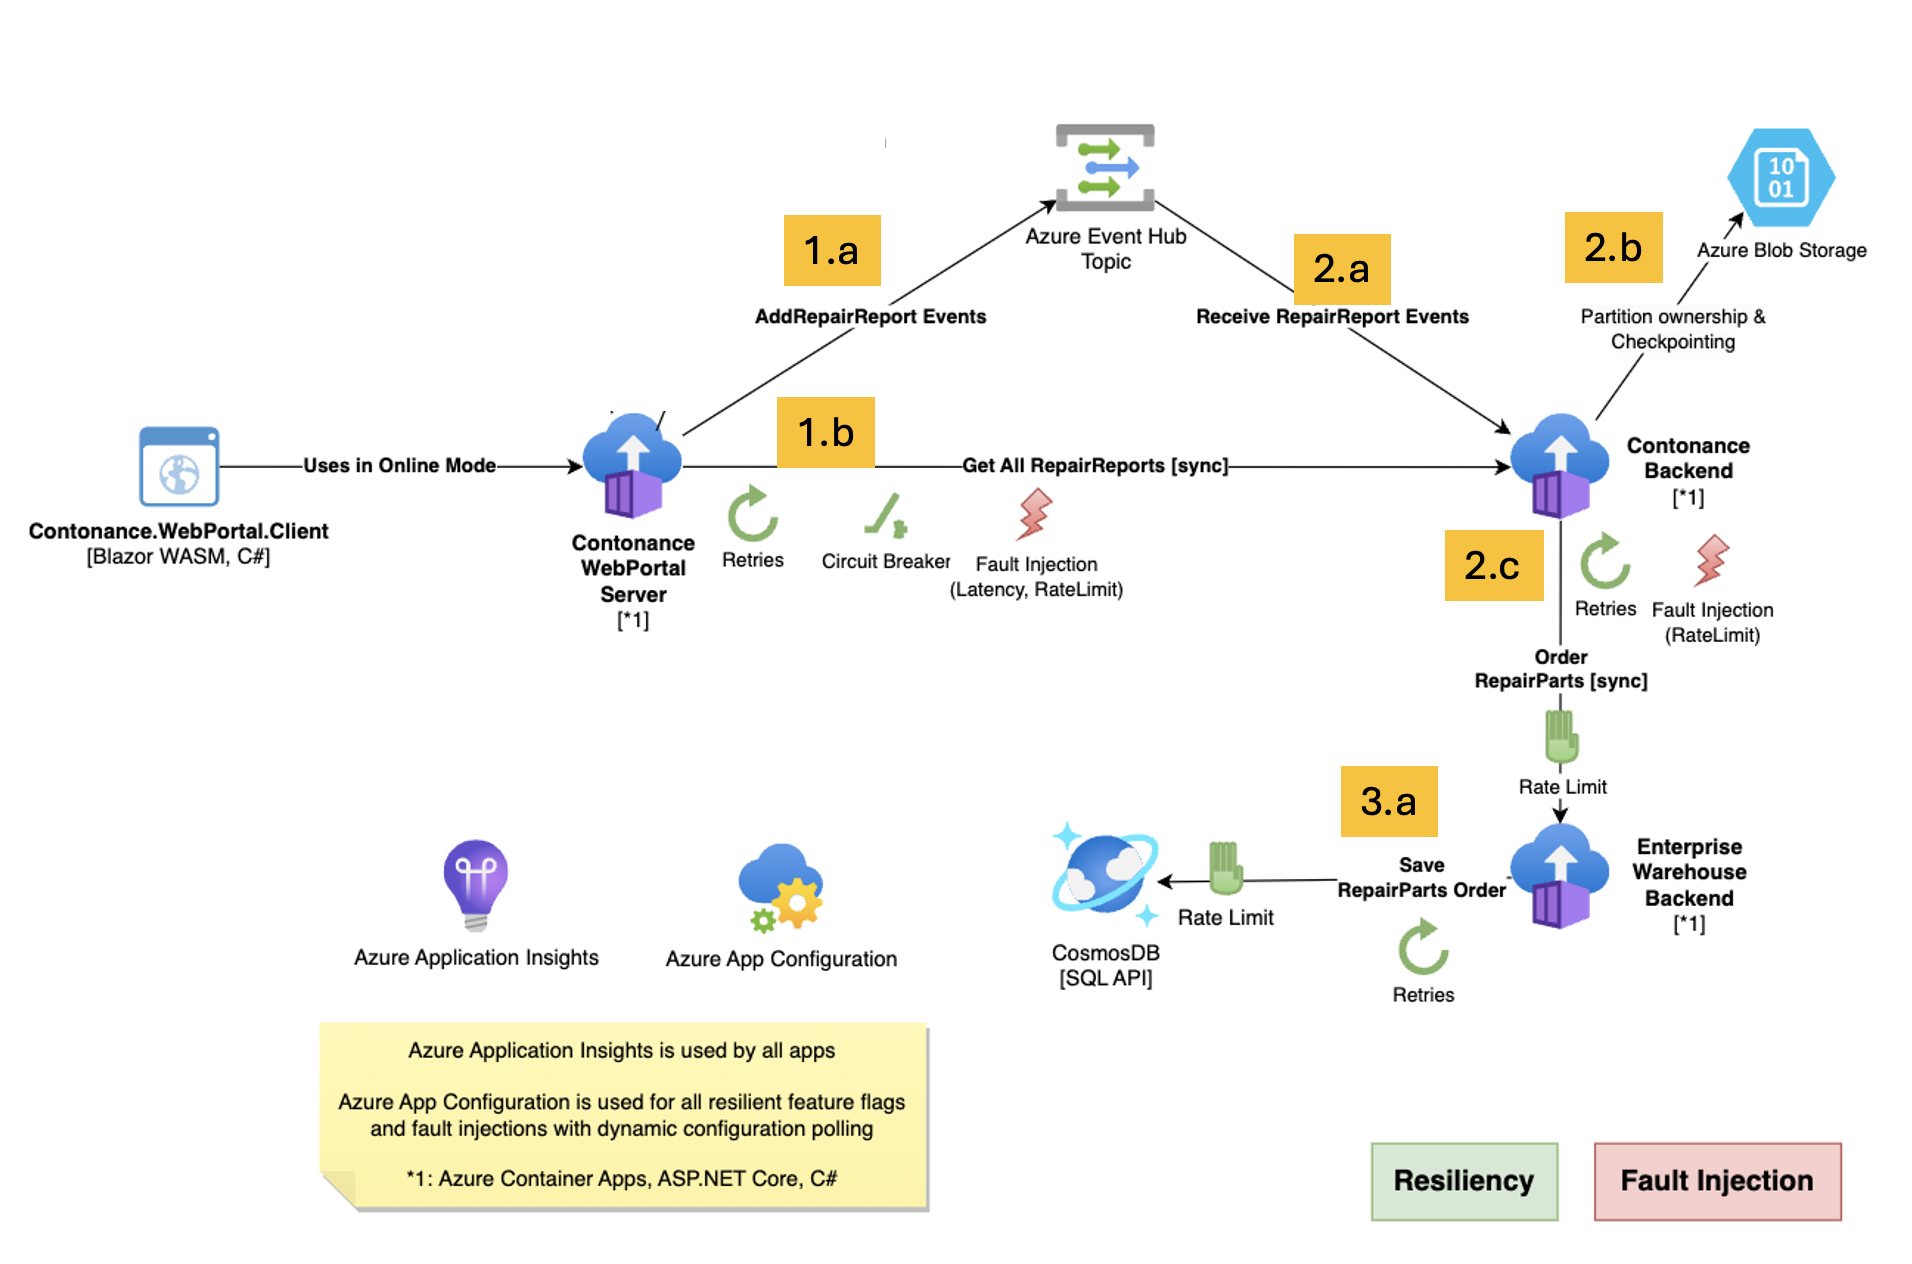 10
01
Azure Event Hub
Topic
Azure Blob Storage
1.a
2.a
2.b
AddRepairReport Events
Receive RepairReport Events
Partition ownership &
Checkpointing
1.b
Uses in Online Mode
Get All RepairReports [sync]
Contonance.WebPortal.Client
[Blazor WASM, C#]
Contonance
WebPortal
Server
[*1]
Retries
Circuit Breaker
Fault Injection
(Latency, RateLimit)
Contonance
Backend
[*1]
2.c
Retries
Fault Injection
(RateLimit)
Order
RepairParts [sync]
Rate Limit
3.a
Save
RepairParts Order
Rate Limit
Retries
Enterprise
Warehouse
Backend
[*1]
CosmosDB
[SQL API]
Azure Application Insights
Azure App Configuration
Azure Application Insights is used by all apps
Azure App Configuration is used for all resilient feature flags
and fault injections with dynamic configuration polling
*1: Azure Container Apps, ASP.NET Core, C#
Resiliency
Fault Injection